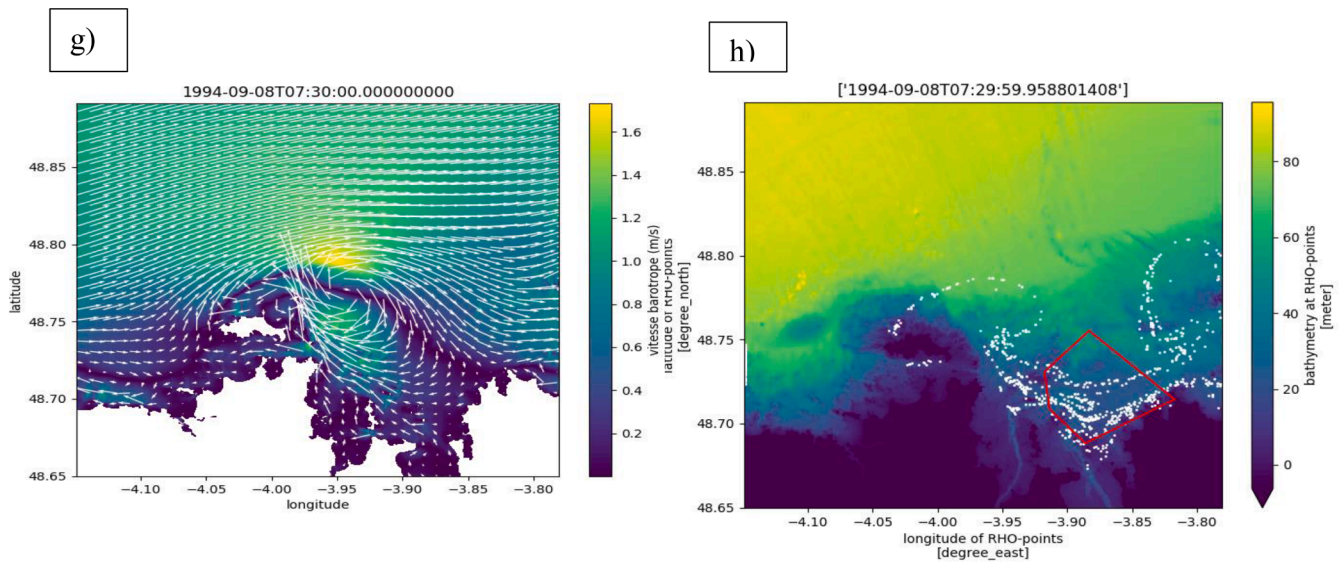 g)
h)
1994-09-08T07:30:00.000000000
48.85
48.80
48.75
48.70
48.65
latitude
−4.10
−4.05
−4.00
−3.95
−3.90
−3.85
−3.80
longitude
1.6
1.4
1.2
1.0
0.8
0.6
0.4
0.2
vitesse barotrope (m/s)
latitude of RHO-points
[degree_north]
['1994-09-08T07:29:59.958801408']
48.85
48.80
48.75
48.70
48.65
−4.10
−4.05
−4.00
−3.95
−3.90
−3.85
−3.80
longitude of RHO-points
[degree_east]
80
60
40
20
0
bathymetry at RHO-points
[meter]